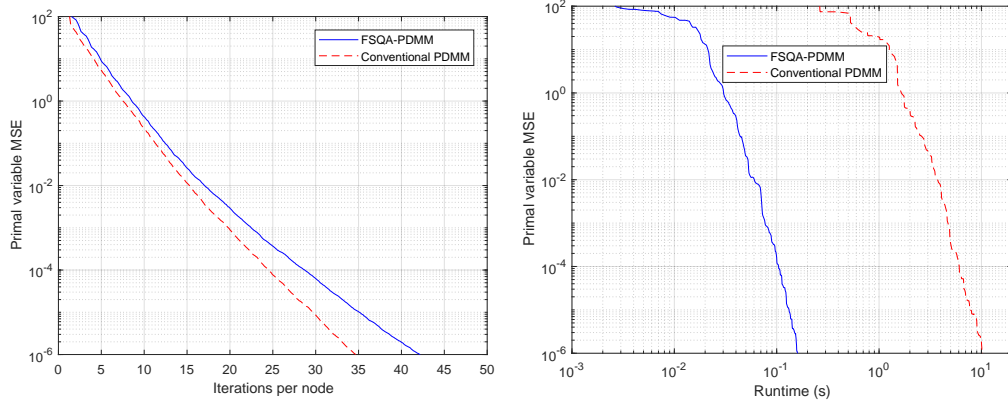 10^2
10^0
10^-2
10^-4
10^-6
Primal variable MSE
FSQA-PDMM
Conventional PDMM
0 5 10 15 20 25 30 35 40 45 50
Iterations per node
10^2
10^0
10^-2
10^-4
10^-6
Primal variable MSE
FSQA-PDMM
Conventional PDMM
10^-3 10^-2 10^-1 10^0 10^1
Runtime (s)